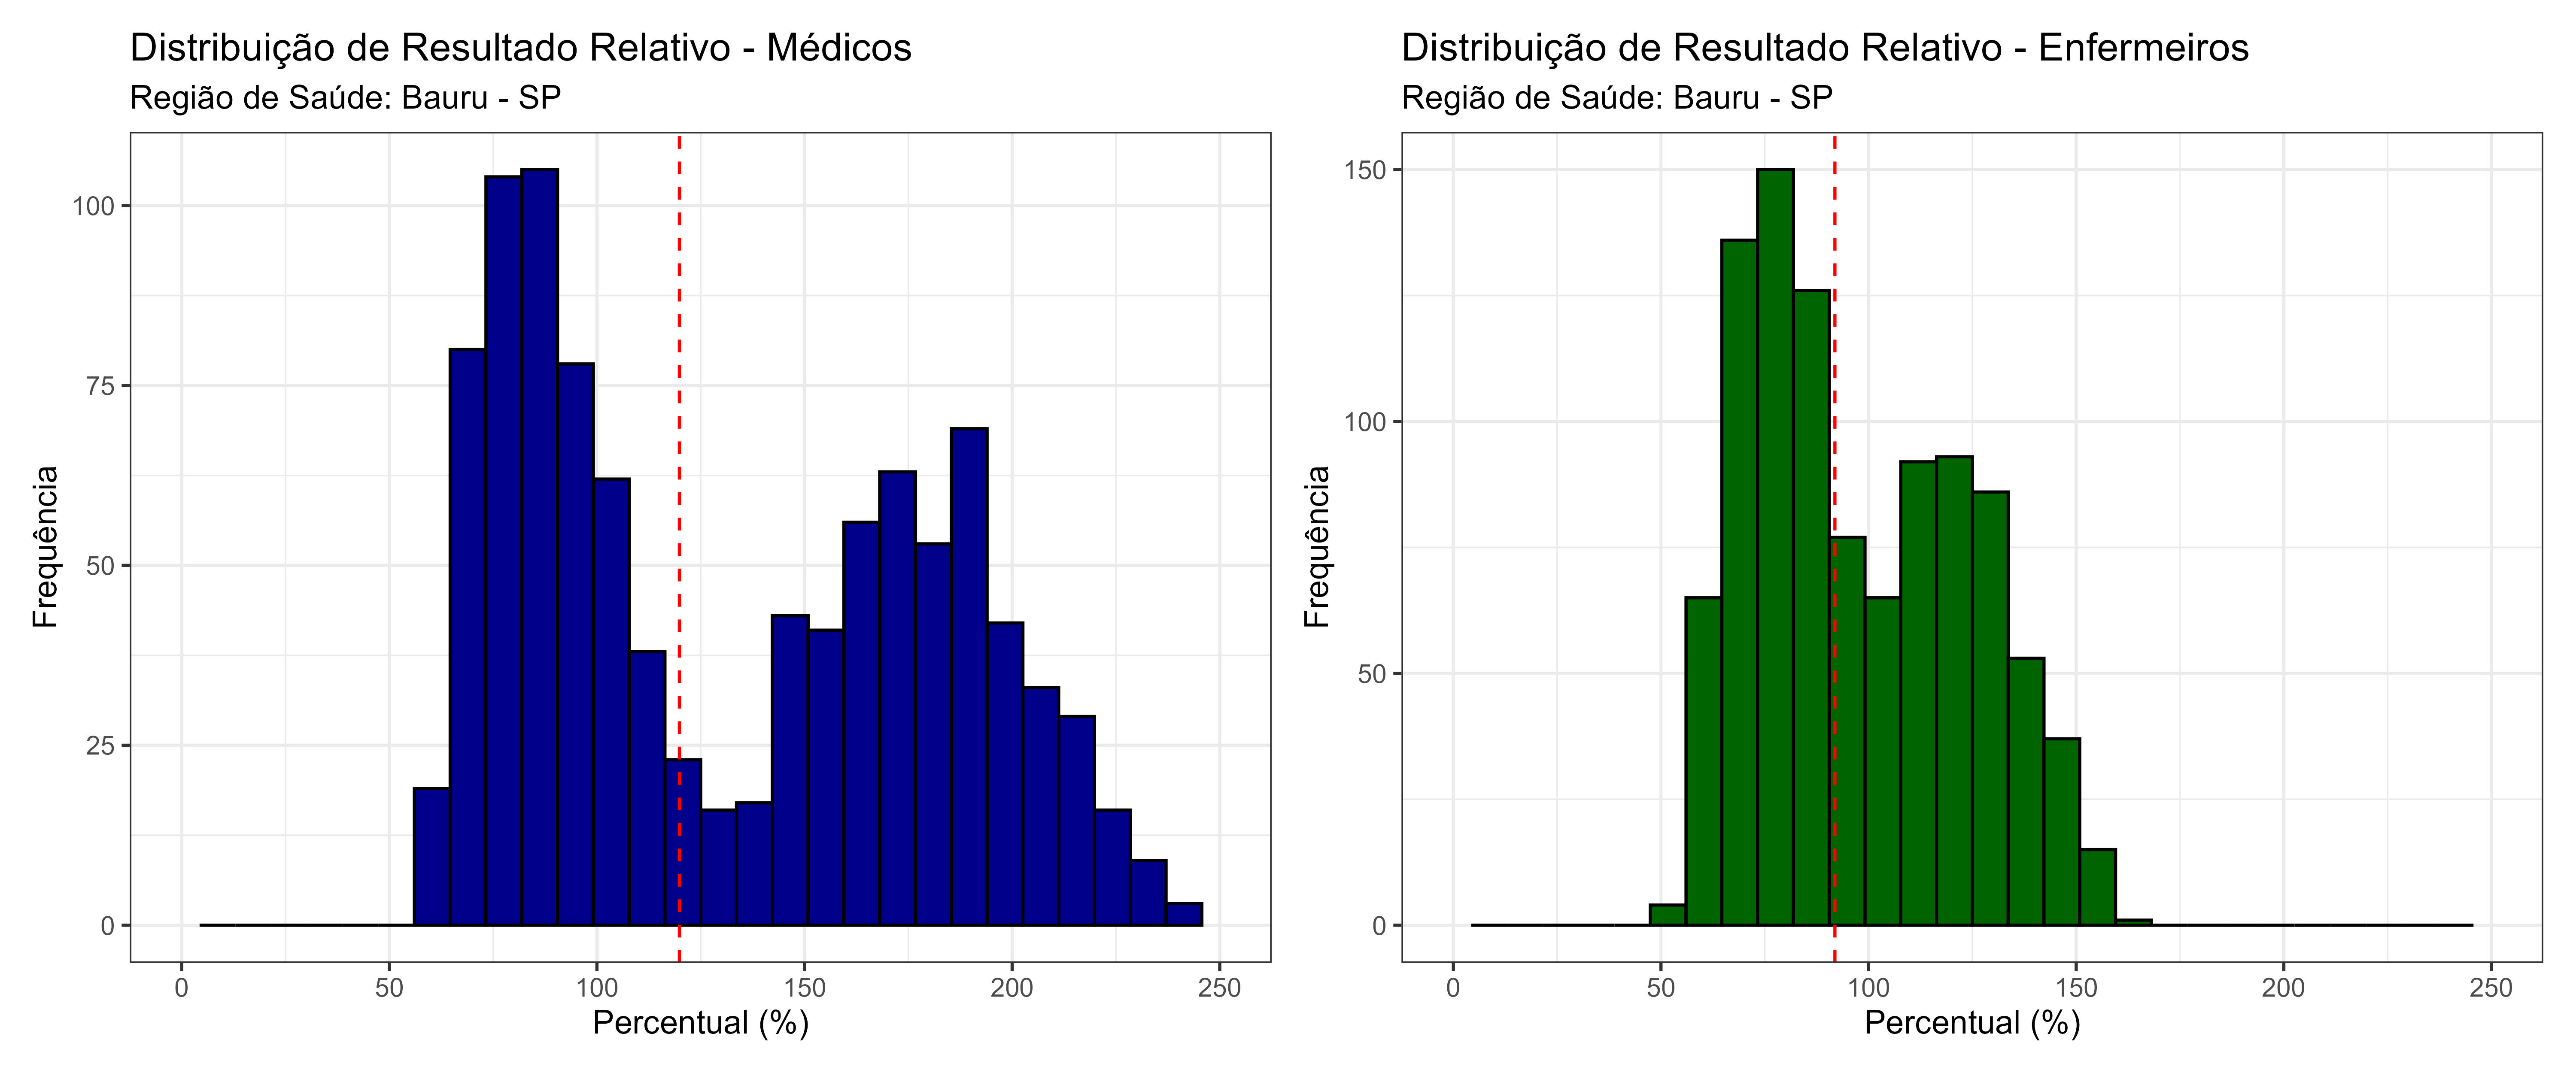 Distribuição de Resultado Relativo - Médicos
Região de Saúde: Bauru - SP
Frequência
100
75
50
25
0
0 50 100 150 200 250
Percentual (%)
Distribuição de Resultado Relativo - Enfermeiros
Região de Saúde: Bauru - SP
Frequência
150
100
50
0
0 50 100 150 200 250
Percentual (%)